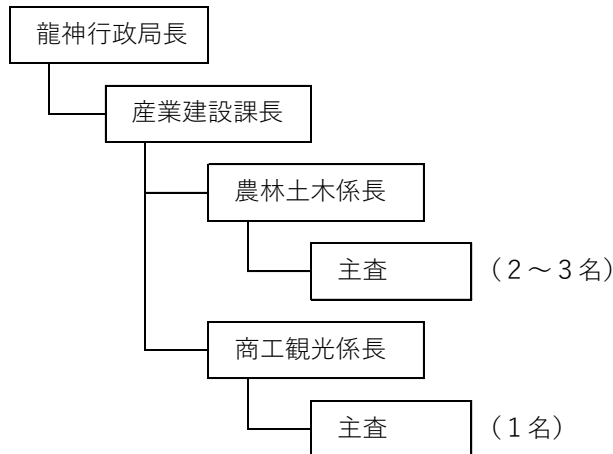 龍神行政局長
産業建設課長
農林土木係長
主査 （２～３名）
商工観光係長
主査 （１名）